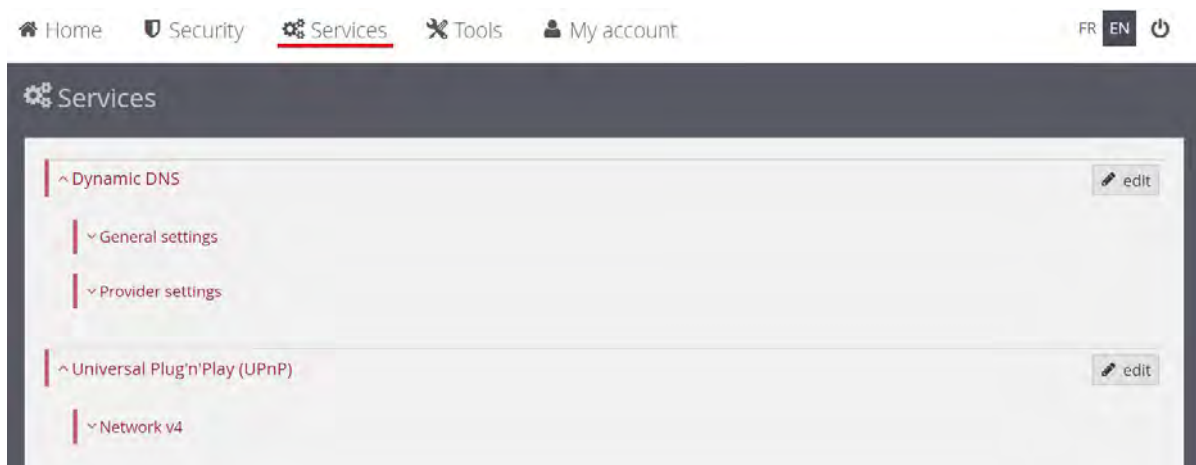 Home Security Services Tools My account FR EN
Services
Dynamic DNS edit
General settings
Provider settings
Universal Plug'n'Play (UPnP) edit
Network v4